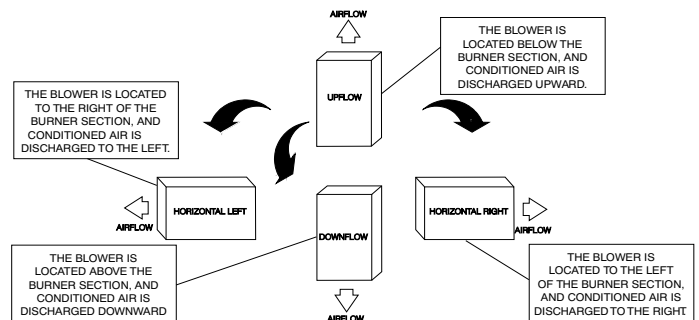 AIRFLOW
THE BLOWER IS
LOCATED BELOW THE
BURNER SECTION, AND
CONDITIONED AIR IS
DISCHARGED UPWARD.
UPFLOW
THE BLOWER IS LOCATED
TO THE RIGHT OF THE
BURNER SECTION, AND
CONDITIONED AIR IS
DISCHARGED TO THE LEFT.
HORIZONTAL LEFT
AIRFLOW
DOWNFLOW
HORIZONTAL RIGHT
AIRFLOW
THE BLOWER IS
LOCATED ABOVE THE
BURNER SECTION, AND
CONDITIONED AIR IS
DISCHARGED DOWNWARD
AIRFLOW
THE BLOWER IS
LOCATED TO THE LEFT
OF THE BURNER SECTION,
AND CONDITIONED AIR IS
DISCHARGED TO THE RIGHT.